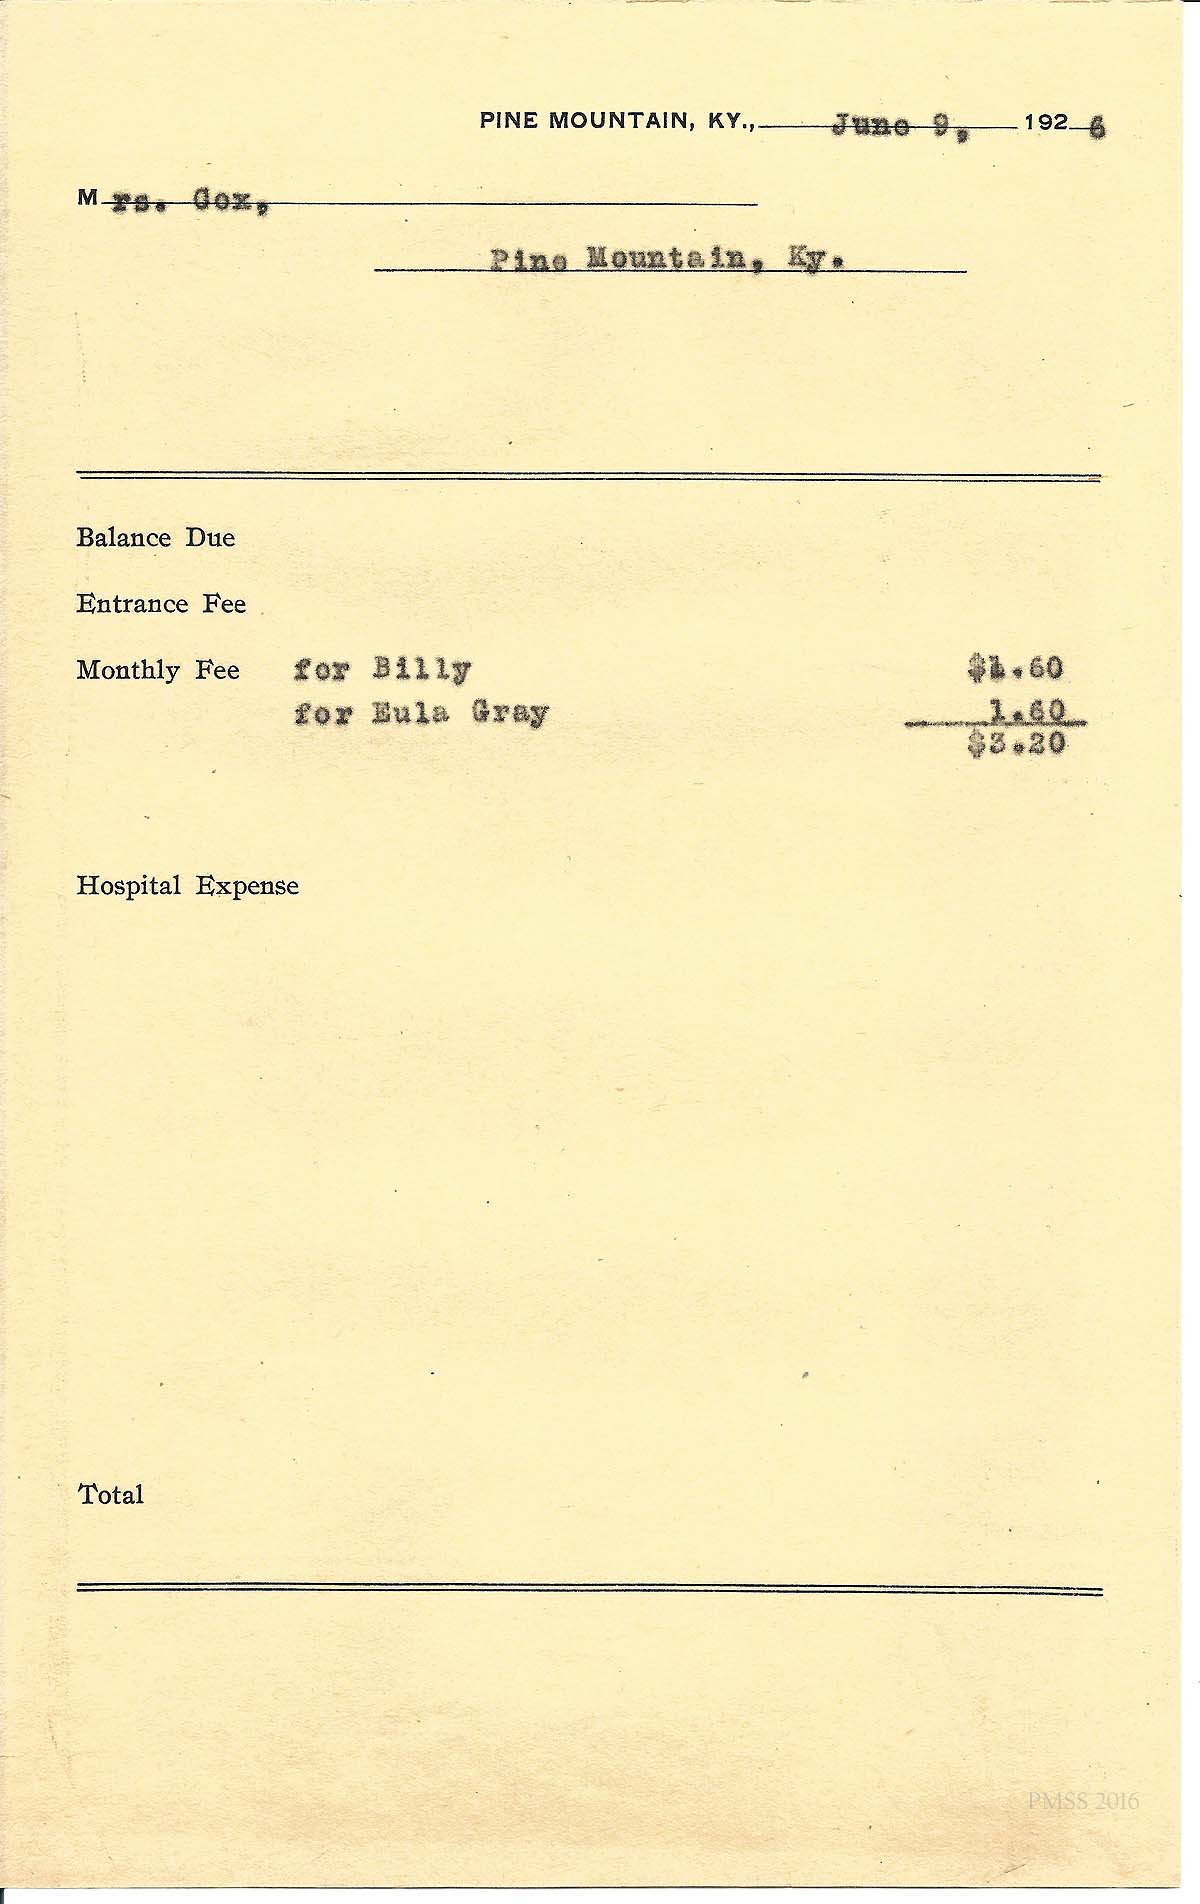 PINE MOUNTAIN, KY., June 9, 1926
Mrs. Cox,
Pine Mountain, Ky.
Balance Due
Entrance Fee
Monthly Fee for Billy $1.60
for Eula Gray 1.60
$3.20
Hospital Expense
Total
PMSS 2016